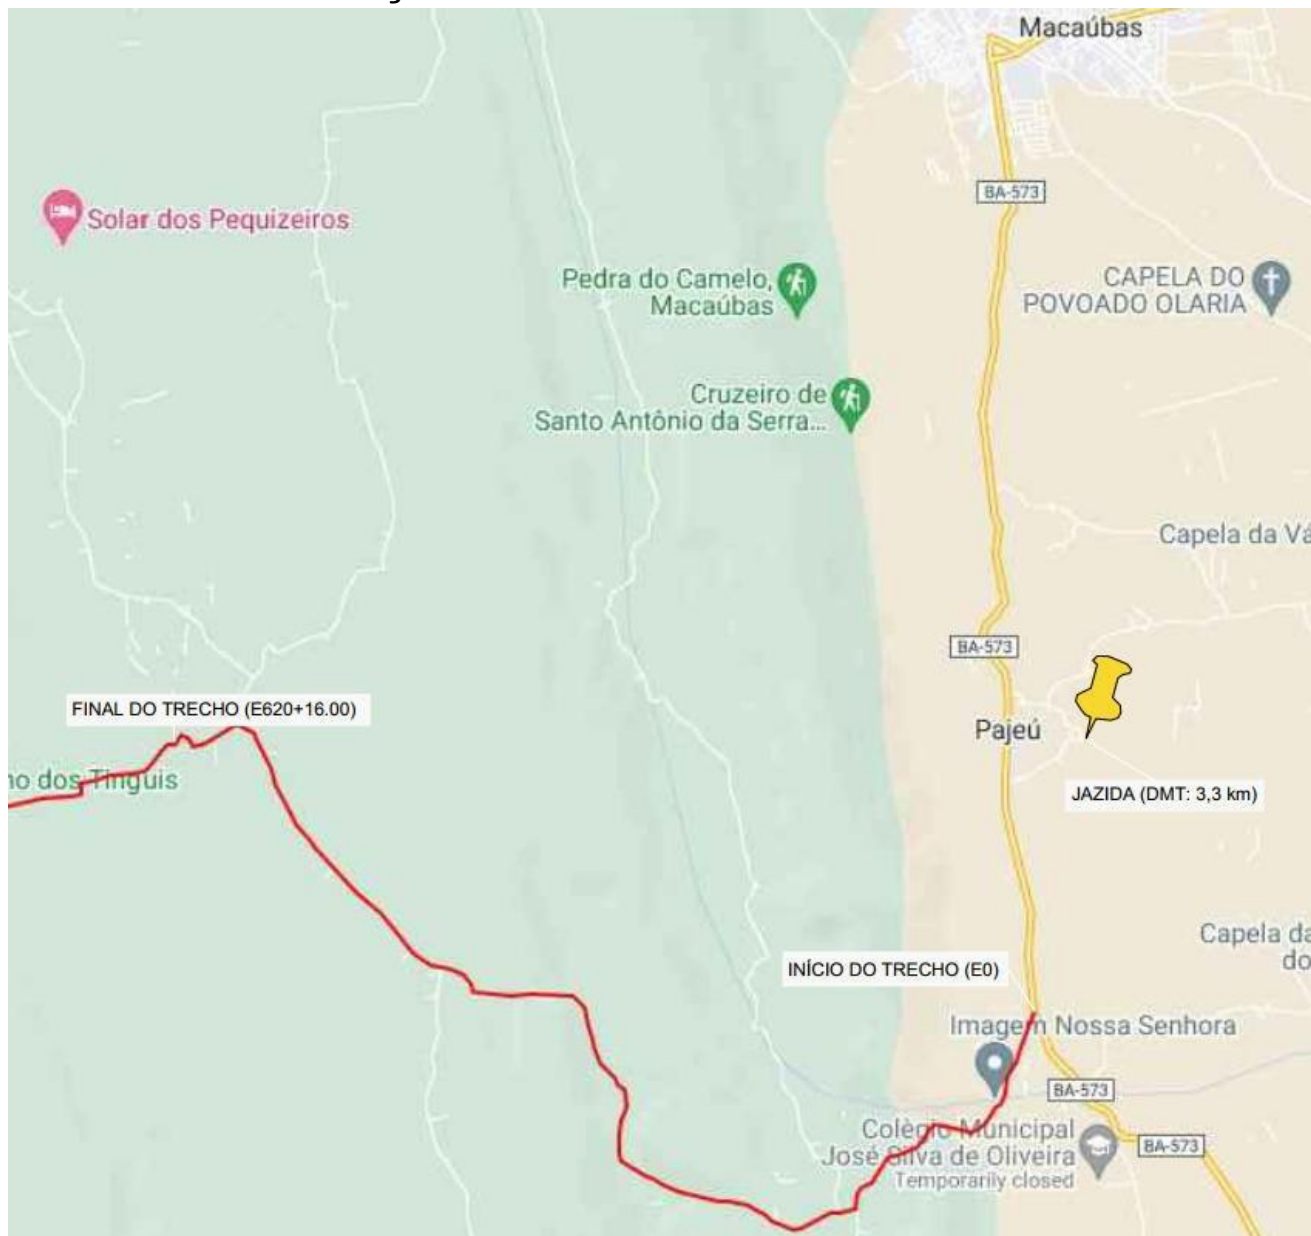 Macaúbas
BA-573
Solar dos Pequizeiros
Pedra do Camelo,
Macaúbas
CAPELA DO
POVOADO OLARIA
Cruzeiro de
Santo Antônio da Serra...
Capela da Vá
BA-573
FINAL DO TRECHO (E620+16.00)
Pajeú
no dos Tinguis
JAZIDA (DMT: 3,3 km)
Capela da
do
INÍCIO DO TRECHO (E0)
Imagem Nossa Senhora
BA-573
Colégio Municipal
José Silva de Oliveira
Temporarily closed
BA-573